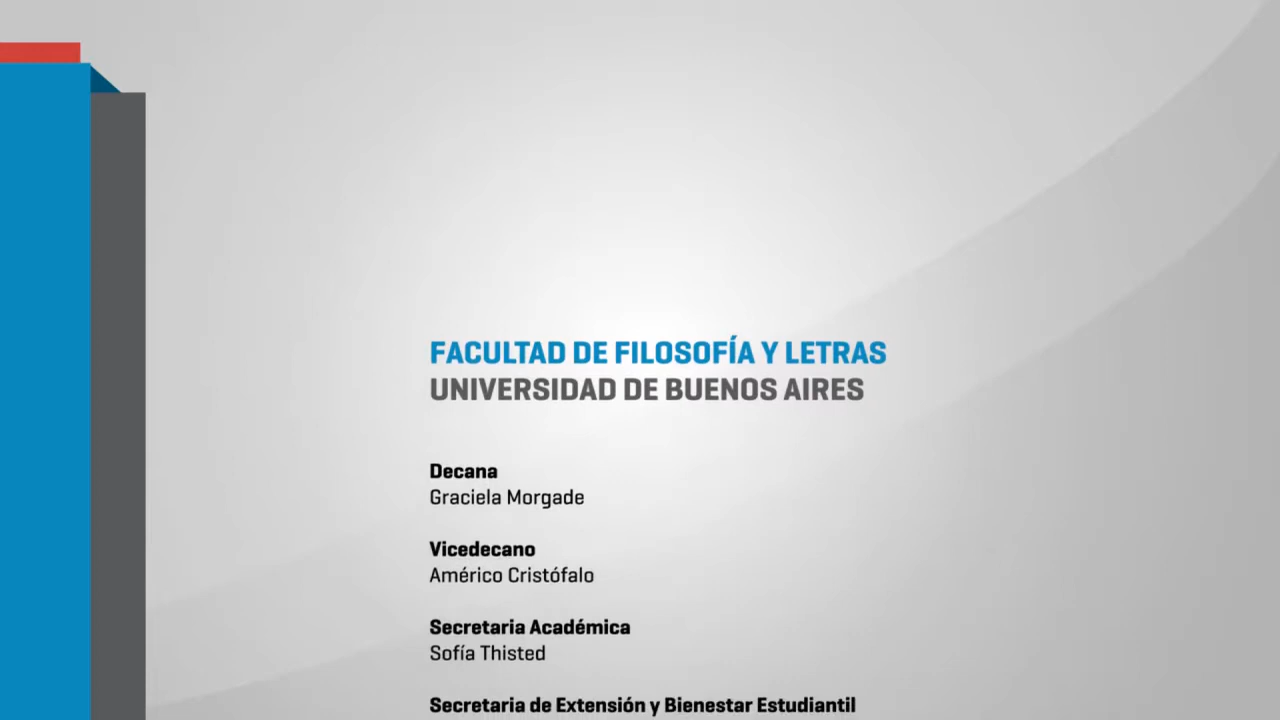 FACULTAD DE FILOSOFÍA Y LETRAS
UNIVERSIDAD DE BUENOS AIRES
Decana
Graciela Morgade
Vicedecano
Américo Cristófalo
Secretaria Académica
Sofía Thisted
Secretaria de Extensión y Bienestar Estudiantil